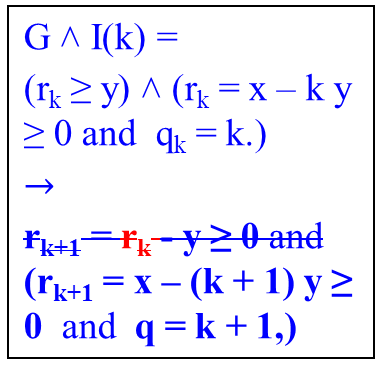 G ^ I(k) =
(rₖ ≥ y) ^ (rₖ = x – k y
≥ 0 and qₖ = k.)
→
rₖ₊₁ = rₖ - y ≥ 0 and
(rₖ₊₁ = x – (k + 1) y ≥
0 and q = k + 1,)